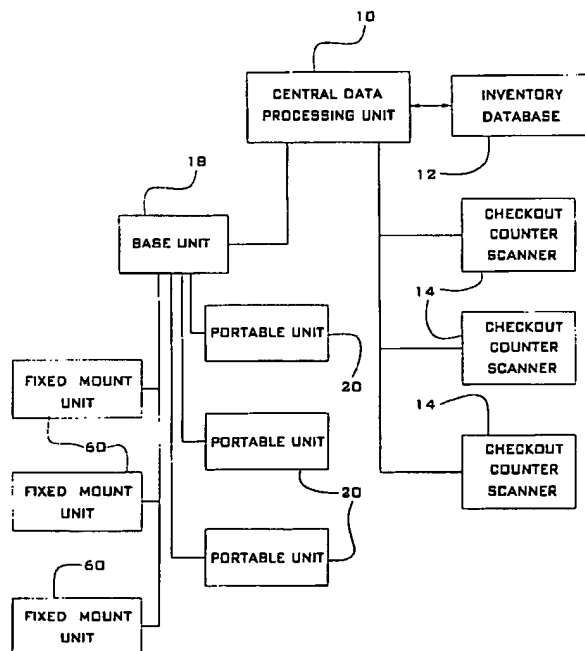 10
CENTRAL DATA
PROCESSING UNIT
INVENTORY
DATABASE
12
18
BASE UNIT
CHECKOUT
COUNTER
SCANNER
14
PORTABLE UNIT
20
CHECKOUT
COUNTER
SCANNER
FIXED MOUNT
UNIT
60
PORTABLE UNIT
20
14
CHECKOUT
COUNTER
SCANNER
FIXED MOUNT
UNIT
PORTABLE UNIT
60
FIXED MOUNT
UNIT